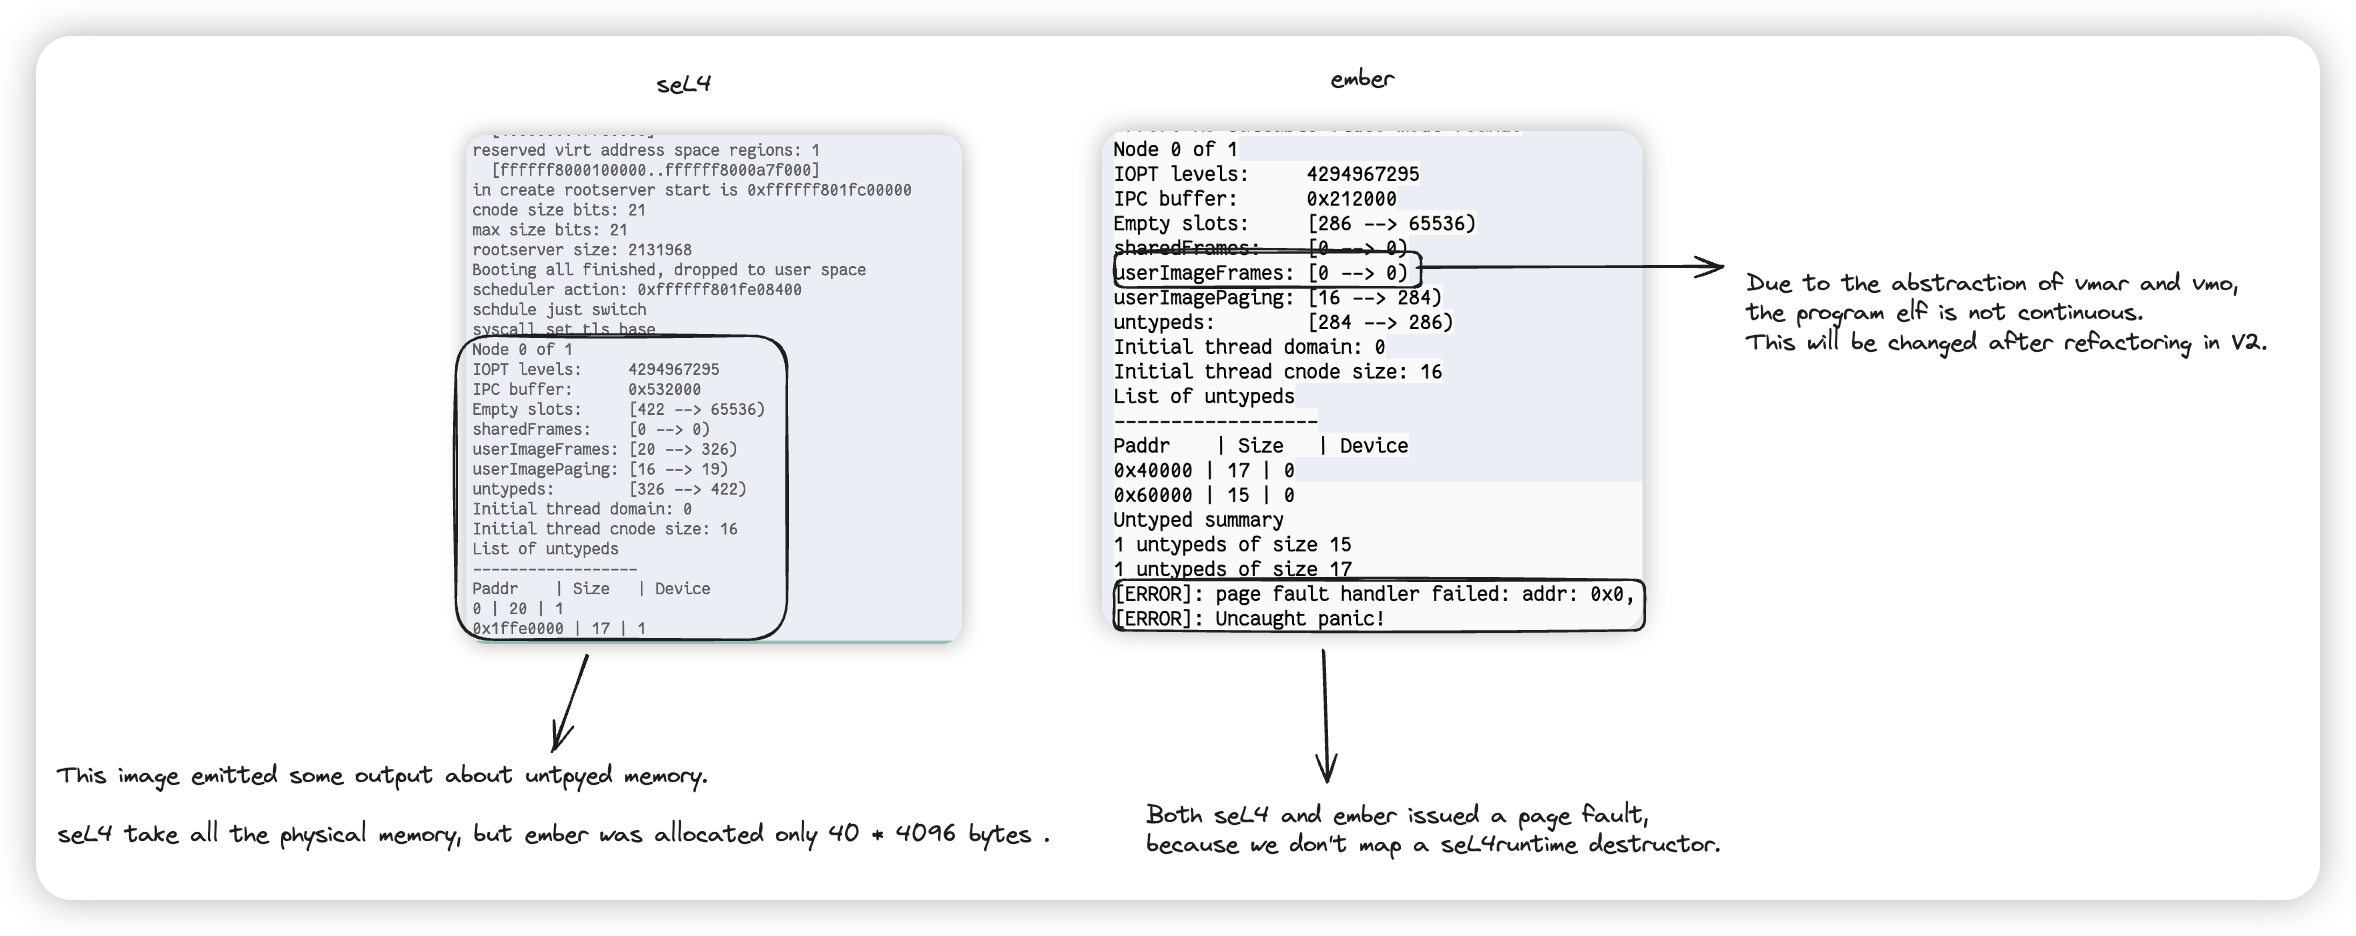 seL4
reserved virt address space regions: 1
[ffffff8000100000..ffffff8000a7f000]
in create rootserver start is 0xffffff801fc00000
cnode size bits: 21
max size bits: 21
rootserver size: 2131968
Booting all finished, dropped to user space
scheduler action: 0xffffff801fe08400
schdule just switch
syscall set tls base
Node 0 of 1
IOPT levels: 4294967295
IPC buffer: 0x532000
Empty slots: [422 --> 65536)
sharedFrames: [0 --> 0)
userImageFrames: [20 --> 326)
userImagePaging: [16 --> 19)
untypeds: [326 --> 422)
Initial thread domain: 0
Initial thread cnode size: 16
List of untypeds
------------------
Paddr | Size | Device
0 | 20 | 1
0x1ffe0000 | 17 | 1
This image emitted some output about untpyed memory.
seL4 take all the physical memory, but ember was allocated only 40 * 4096 bytes .
ember
Node 0 of 1
IOPT levels: 4294967295
IPC buffer: 0x212000
Empty slots: [286 --> 65536)
sharedFrames: [0 --> 0)
userImageFrames: [0 --> 0)
userImagePaging: [16 --> 284)
untypeds: [284 --> 286)
Initial thread domain: 0
Initial thread cnode size: 16
List of untypeds
------------------
Paddr | Size | Device
0x40000 | 17 | 0
0x60000 | 15 | 0
Untyped summary
1 untypeds of size 15
1 untypeds of size 17
[ERROR]: page fault handler failed: addr: 0x0,
[ERROR]: Uncaught panic!
Due to the abstraction of vmar and vmo,
the program elf is not continuous.
This will be changed after refactoring in V2.
Both seL4 and ember issued a page fault,
because we don't map a seL4runtime destructor.